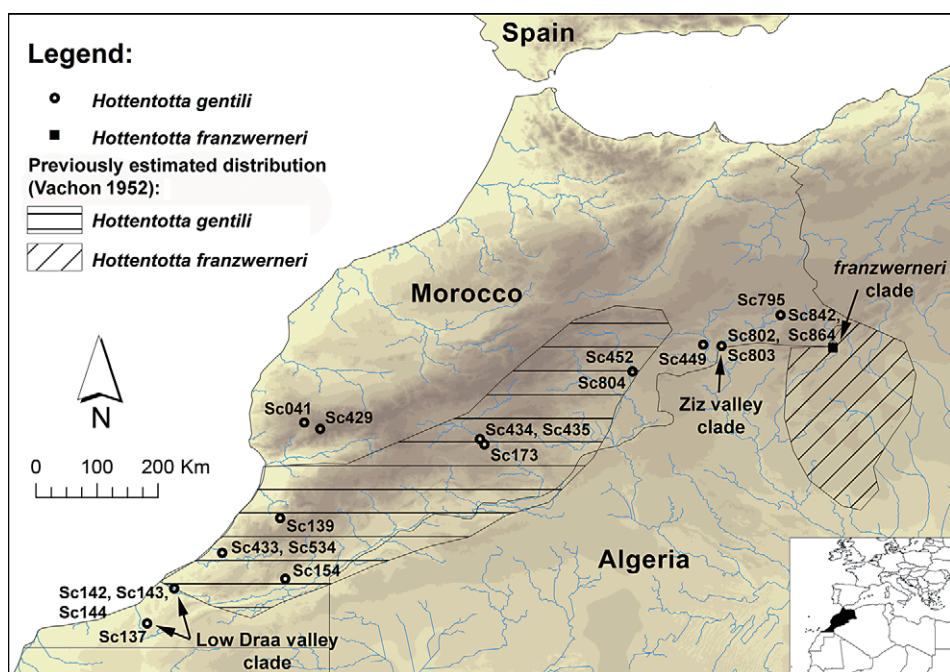 Spain
Legend:
Hottentotta gentili
Hottentotta franzwerneri
Previously estimated distribution
(Vachon 1952):
Hottentotta gentili
Hottentotta franzwerneri
N
0 100 200 Km
Morocco
Algeria
franzwerneri
clade
Sc795
Sc842,
Sc864
Sc802,
Sc803
Sc449
Ziz valley
clade
Sc452
Sc804
Sc041
Sc429
Sc434, Sc435
Sc173
Sc139
Sc433, Sc534
Sc154
Sc142, Sc143,
Sc144
Sc137
Low Draa valley
clade